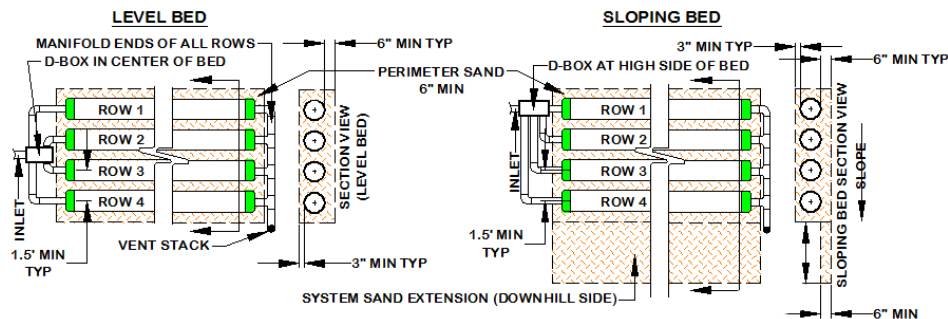 LEVEL BED
MANIFOLD ENDS OF ALL ROWS
D-BOX IN CENTER OF BED
6" MIN TYP
PERIMETER SAND
6" MIN
ROW 1
ROW 2
ROW 3
ROW 4
INLET
1.5' MIN
TYP
VENT STACK
3" MIN TYP
SECTION VIEW
(LEVEL BED)
SLOPING BED
D-BOX AT HIGH SIDE OF BED
3" MIN TYP
6" MIN TYP
ROW 1
ROW 2
ROW 3
ROW 4
INLET
1.5' MIN
TYP
SYSTEM SAND EXTENSION (DOWNHILL SIDE)
SLOPE
SLOPING BED SECTION VIEW
6" MIN